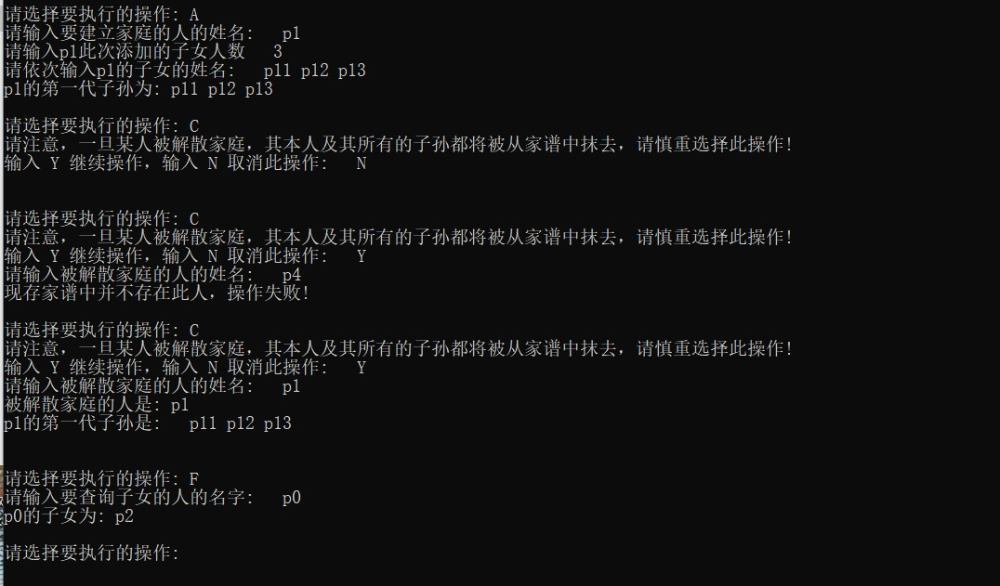 请选择要执行的操作: A
请输入要建立家庭的人的姓名:   p1
请输入p1此次添加的子女人数   3
请依次输入p1的子女的姓名:   p11 p12 p13
p1的第一代子孙为: p11 p12 p13
请选择要执行的操作: C
请注意，一旦某人被解散家庭，其本人及其所有的子孙都将被从家谱中抹去，请慎重选择此操作!
输入 Y 继续操作，输入 N 取消此操作:   N
请选择要执行的操作: C
请注意，一旦某人被解散家庭，其本人及其所有的子孙都将被从家谱中抹去，请慎重选择此操作!
输入 Y 继续操作，输入 N 取消此操作:   Y
请输入被解散家庭的人的姓名:   p4
现存家谱中并不存在此人，操作失败!
请选择要执行的操作: C
请注意，一旦某人被解散家庭，其本人及其所有的子孙都将被从家谱中抹去，请慎重选择此操作!
输入 Y 继续操作，输入 N 取消此操作:   Y
请输入被解散家庭的人的姓名:   p1
被解散家庭的人是: p1
p1的第一代子孙是:   p11 p12 p13
请选择要执行的操作: F
请输入要查询子女的人的名字:   p0
p0的子女为: p2
请选择要执行的操作: